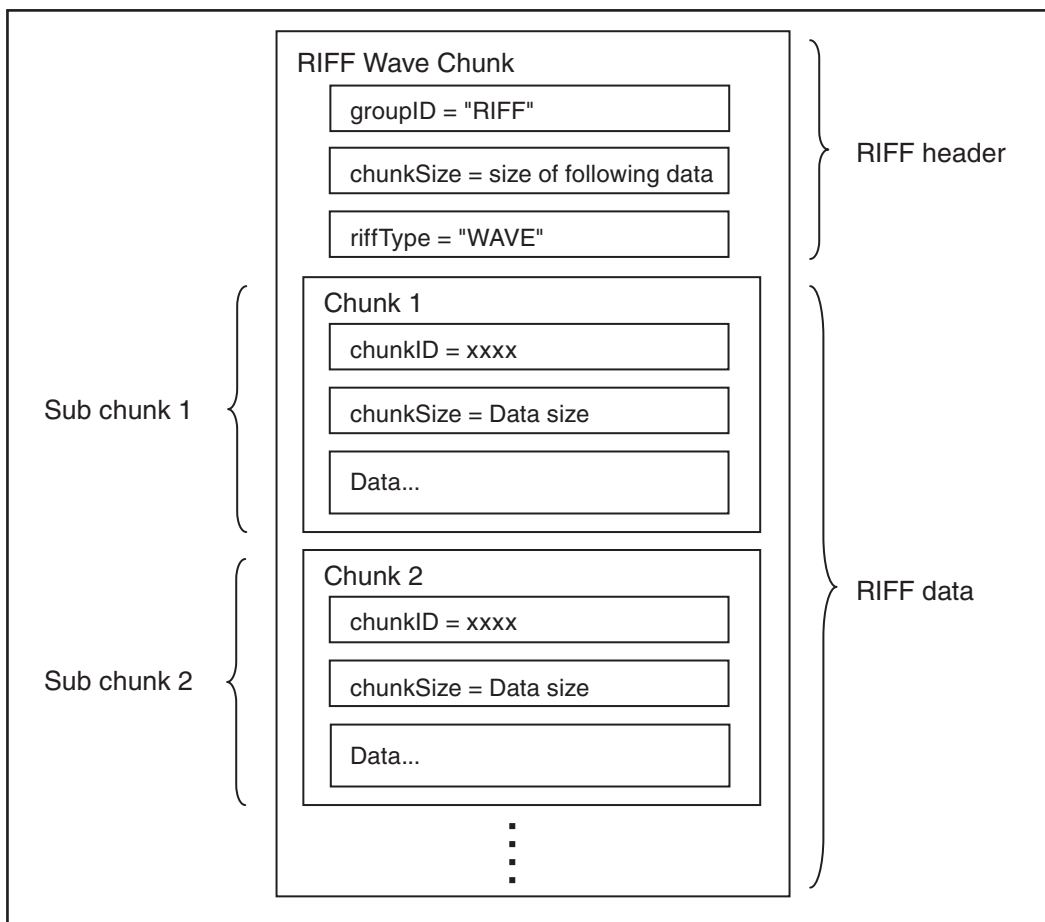 RIFF Wave Chunk
groupID = "RIFF"
chunkSize = size of following data
riffType = "WAVE"
RIFF header
Chunk 1
chunkID = xxxx
chunkSize = Data size
Data...
Sub chunk 1
Chunk 2
chunkID = xxxx
chunkSize = Data size
Data...
Sub chunk 2
RIFF data